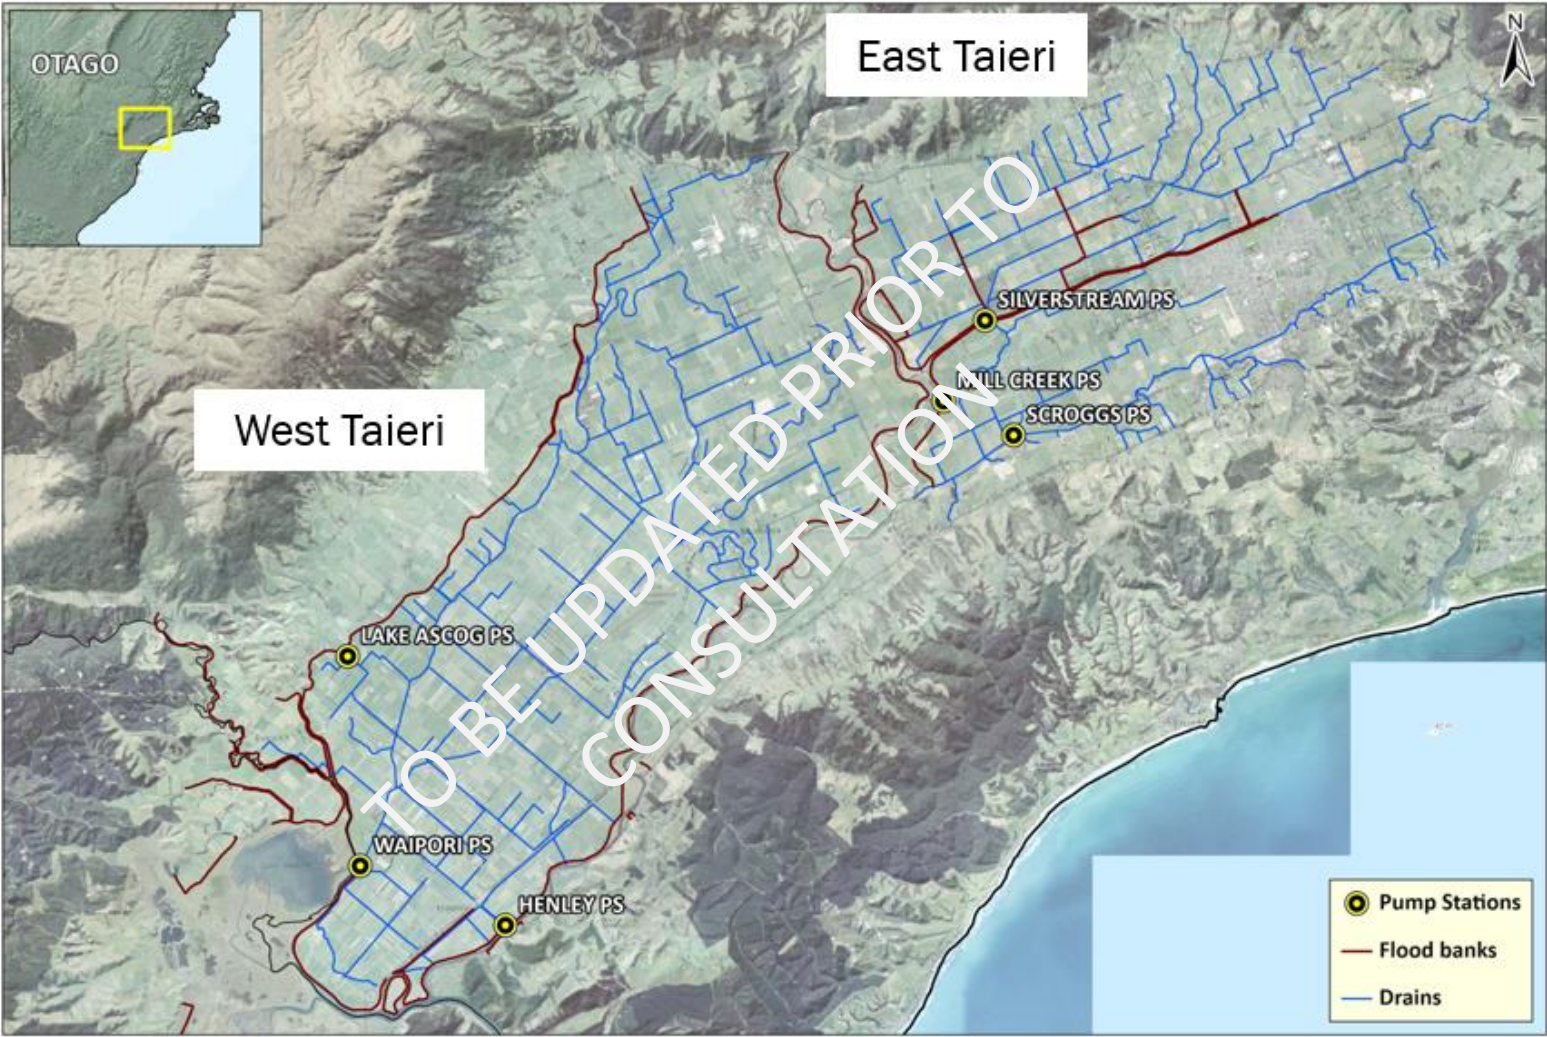 OTAGO
East Taieri
N
SILVERSTREAM PS
MILL CREEK PS
SCROGGS PS
West Taieri
LAKE ASCOG PS
TO BE UPDATED PRIOR TO
CONSULTATION
WAIPORI PS
HENLEY PS
Pump Stations
Flood banks
Drains